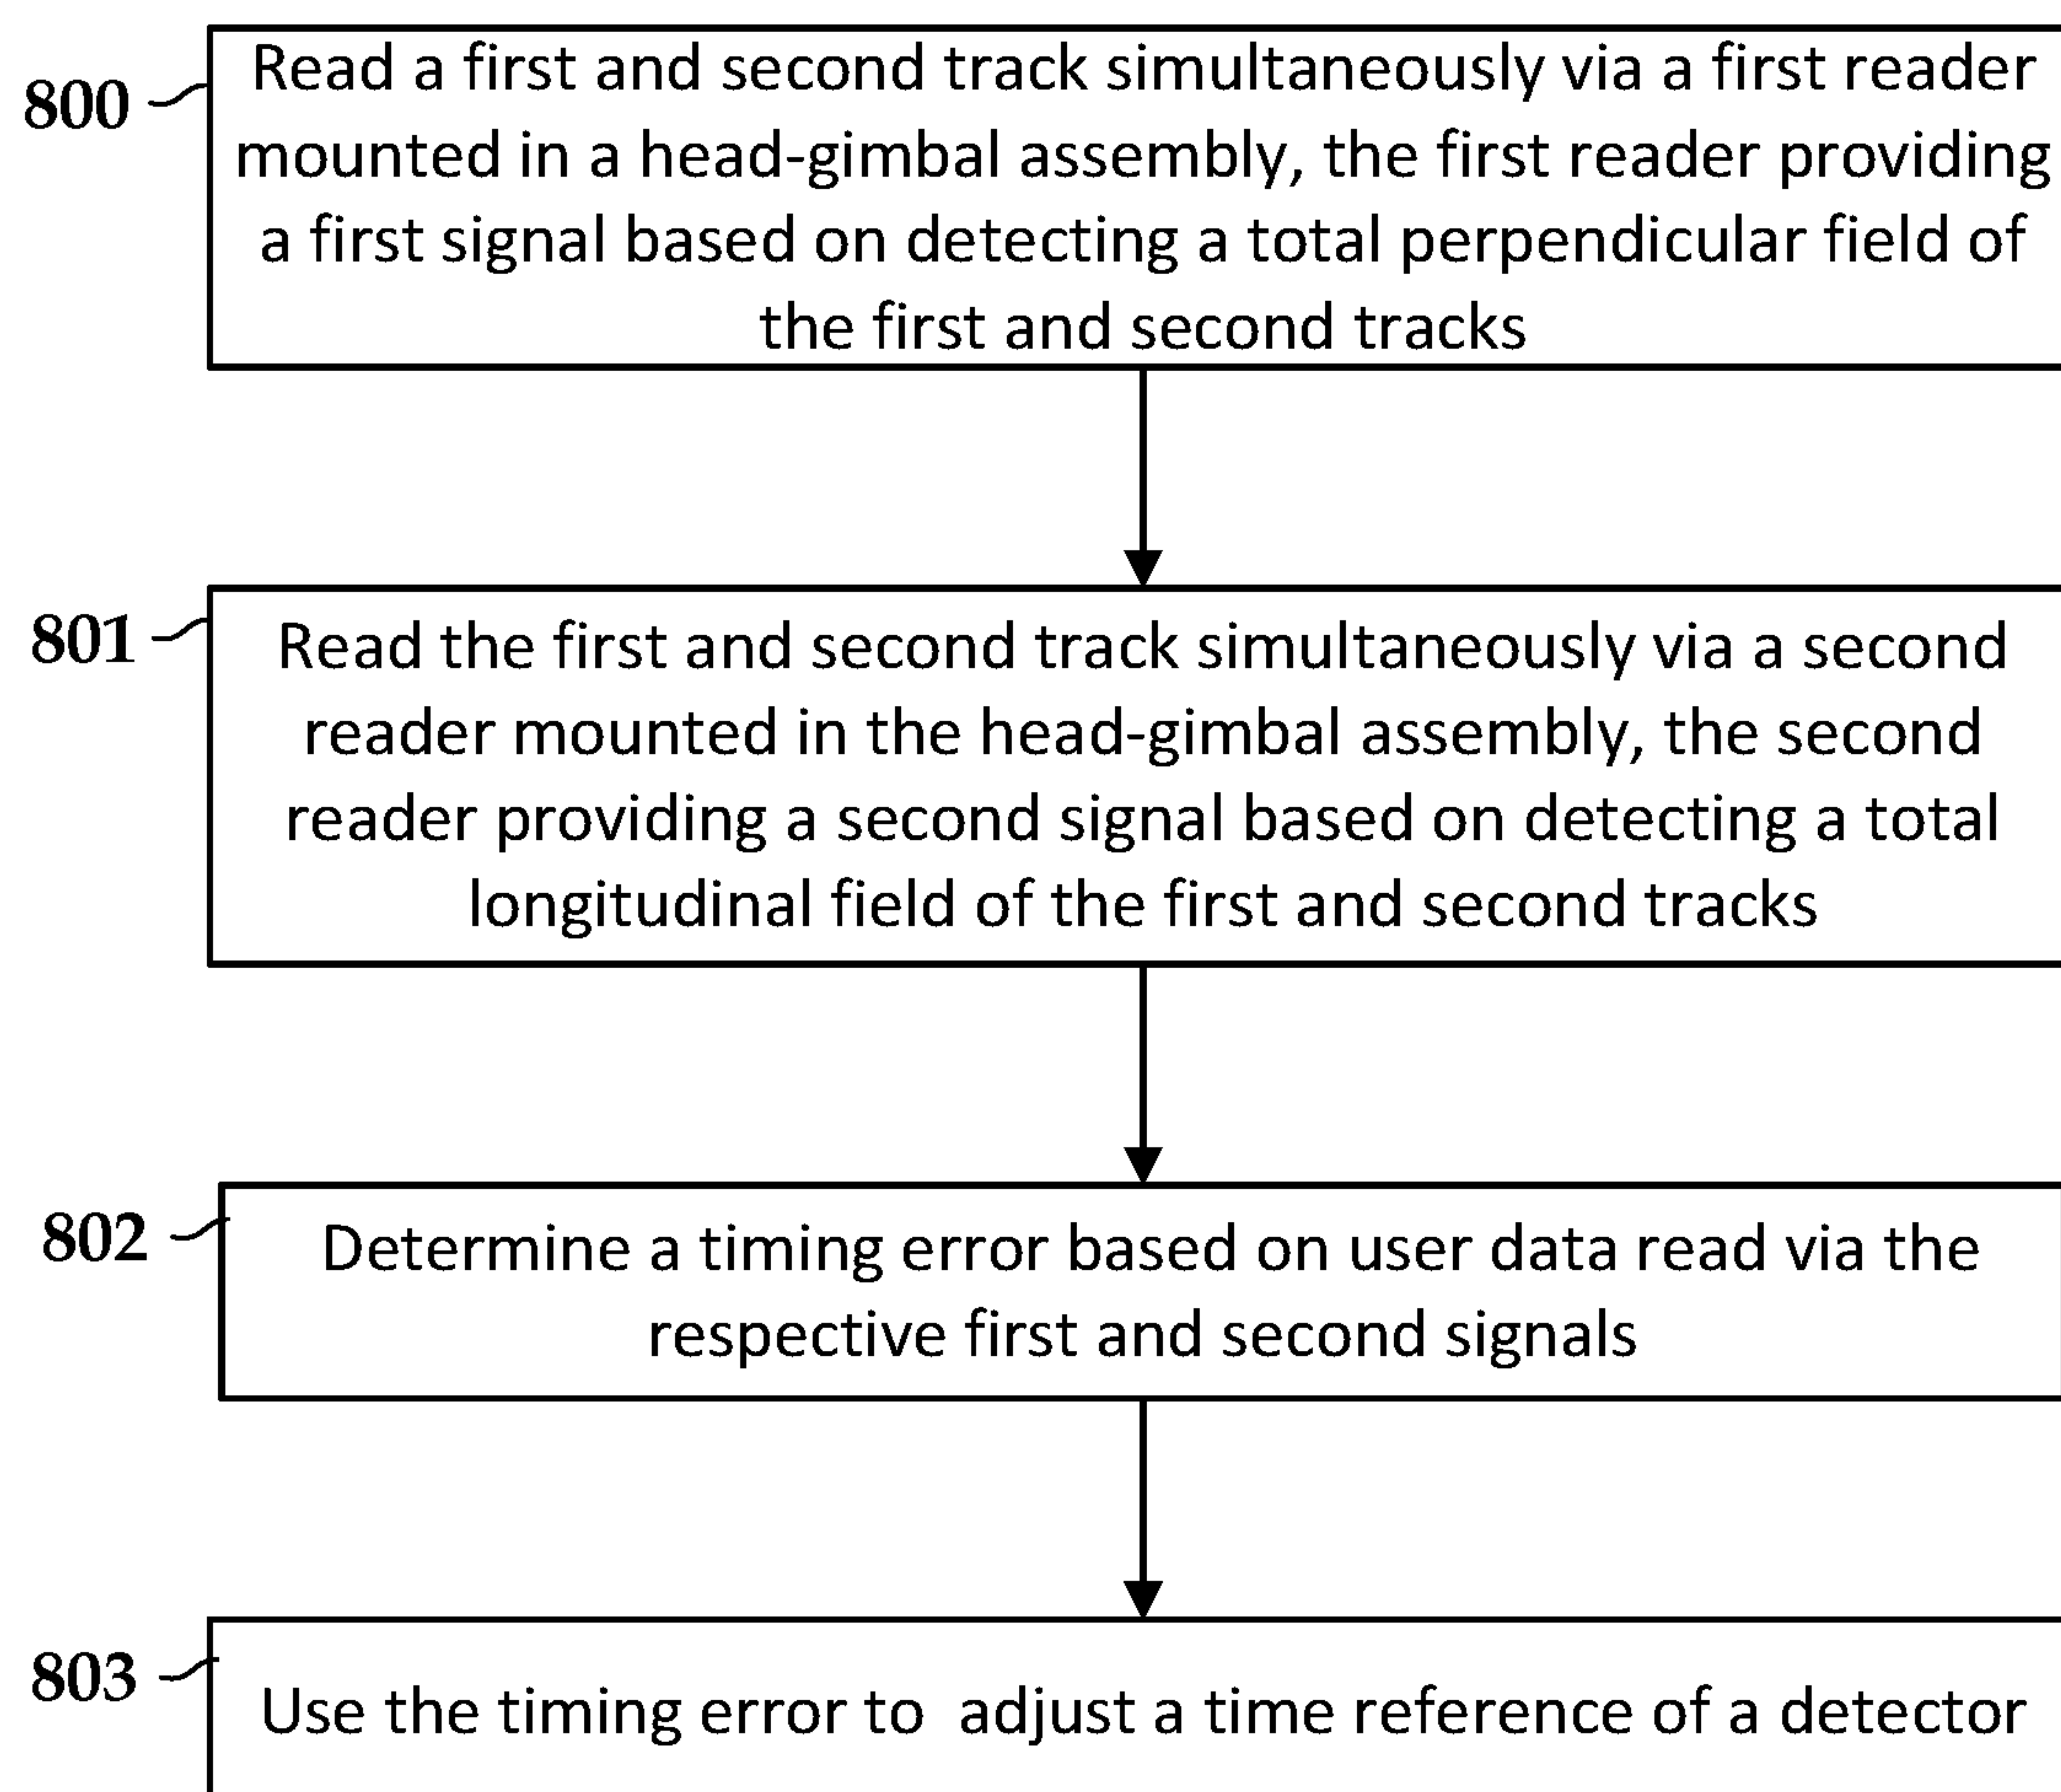 800
Read a first and second track simultaneously via a first reader
mounted in a head-gimbal assembly, the first reader providing
a first signal based on detecting a total perpendicular field of
the first and second tracks
801
Read the first and second track simultaneously via a second
reader mounted in the head-gimbal assembly, the second
reader providing a second signal based on detecting a total
longitudinal field of the first and second tracks
802
Determine a timing error based on user data read via the
respective first and second signals
803
Use the timing error to  adjust a time reference of a detector